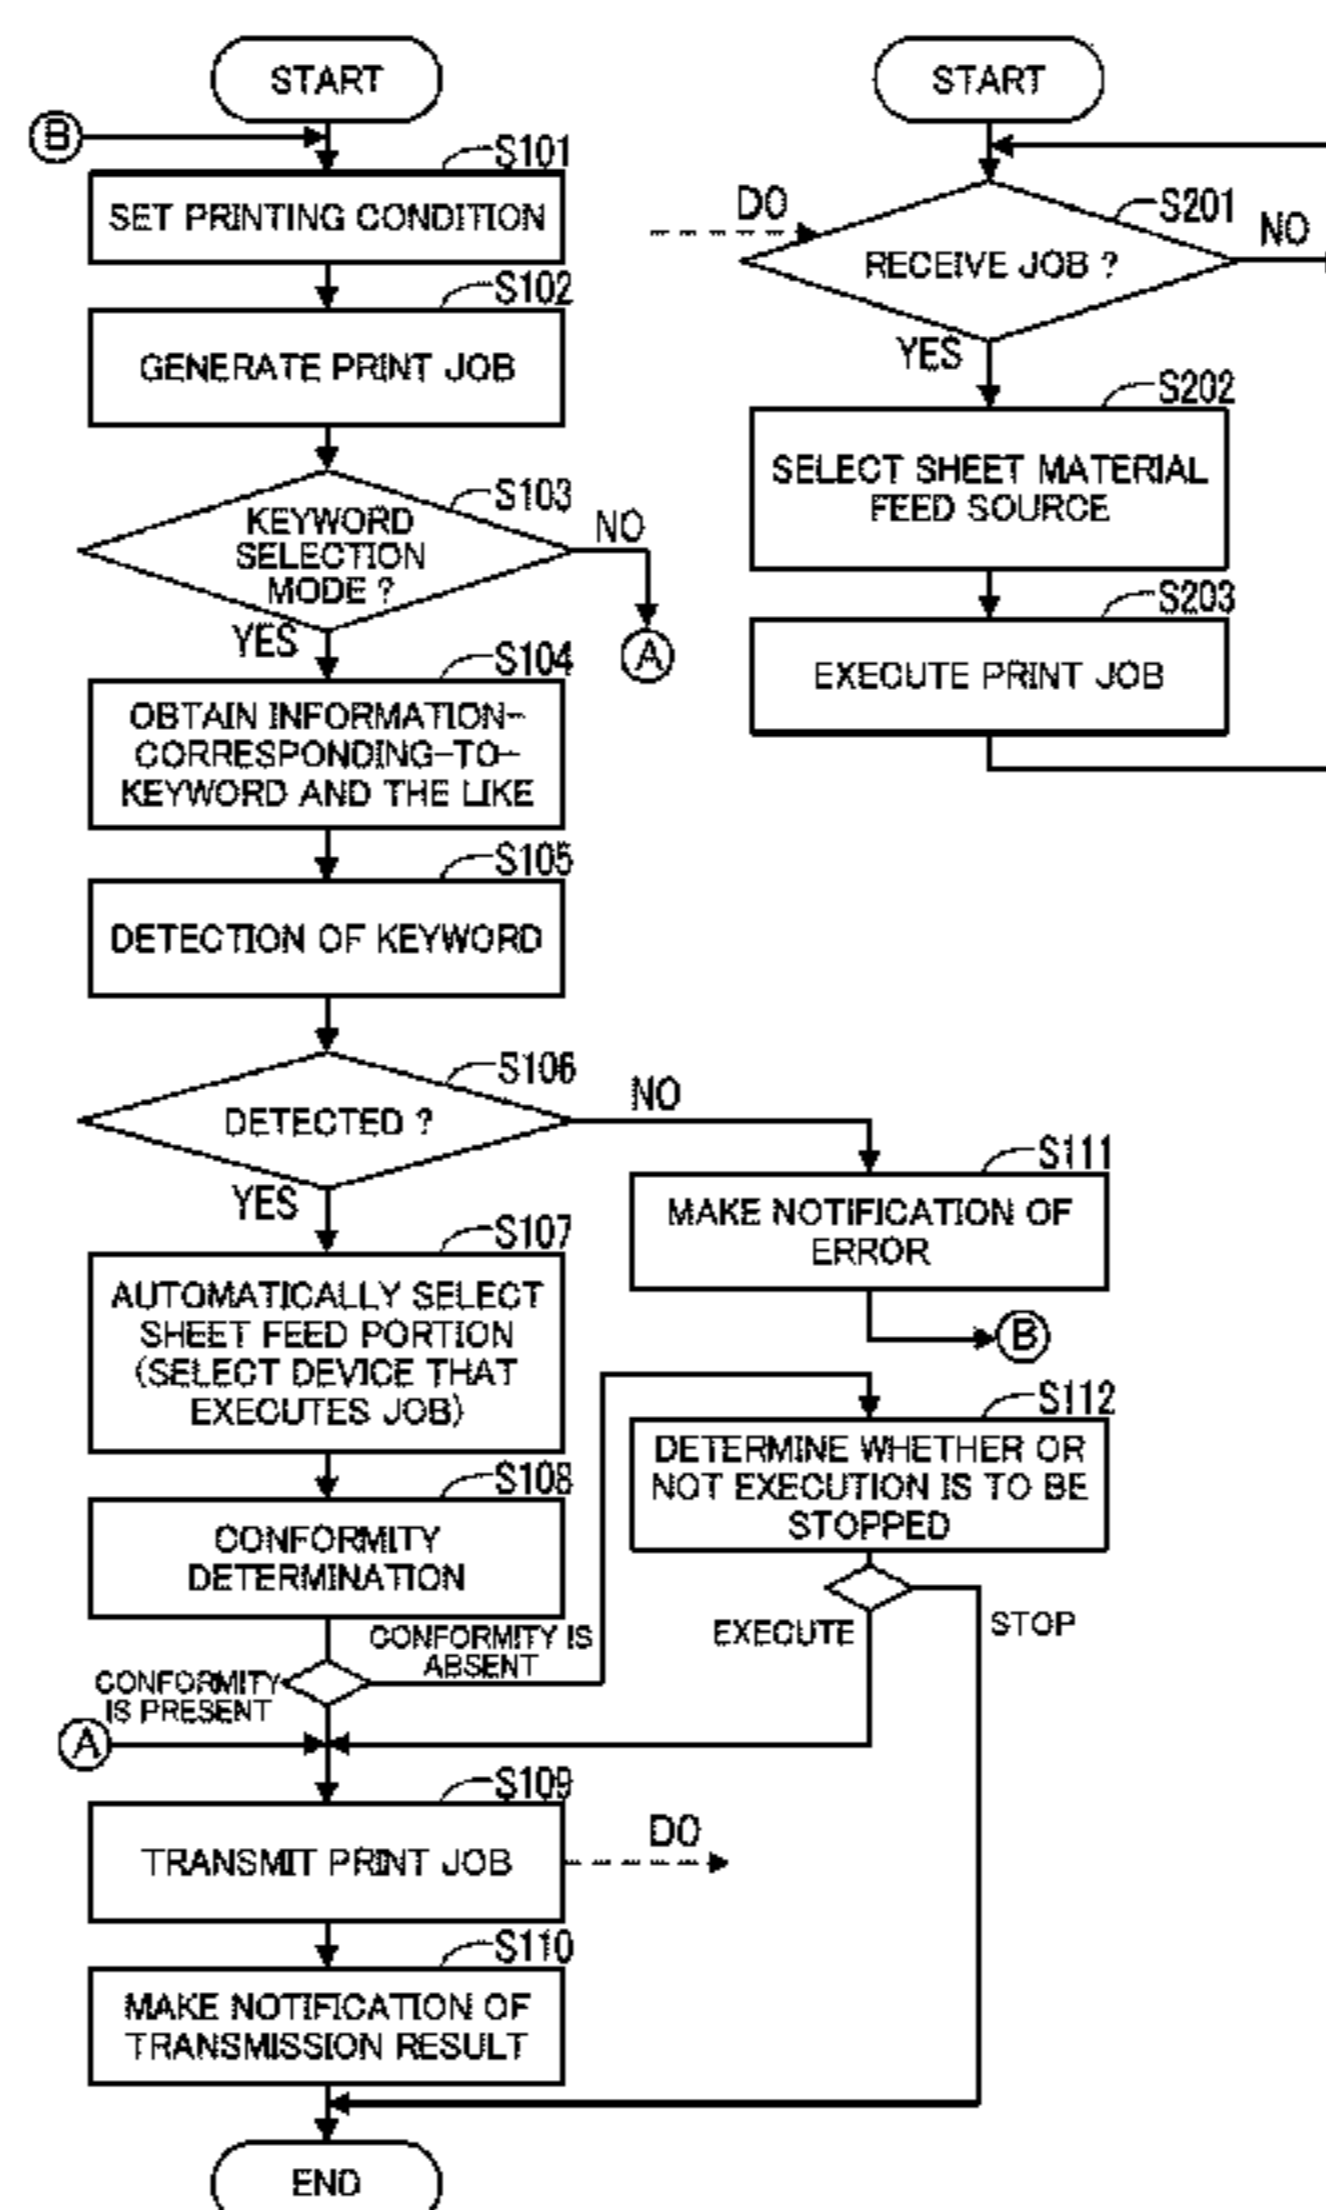 START
B
S101
SET PRINTING CONDITION
S102
GENERATE PRINT JOB
S103
KEYWORD
SELECTION
MODE ?
NO
A
YES
S104
OBTAIN INFORMATION-
CORRESPONDING-TO-
KEYWORD AND THE LIKE
S105
DETECTION OF KEYWORD
S106
DETECTED ?
NO
YES
S111
MAKE NOTIFICATION OF
ERROR
B
S107
AUTOMATICALLY SELECT
SHEET FEED PORTION
(SELECT DEVICE THAT
EXECUTES JOB)
S108
CONFORMITY
DETERMINATION
CONFORMITY IS
ABSENT
CONFORMITY
IS PRESENT
S112
DETERMINE WHETHER OR
NOT EXECUTION IS TO BE
STOPPED
EXECUTE
STOP
A
S109
TRANSMIT PRINT JOB
DO
S110
MAKE NOTIFICATION OF
TRANSMISSION RESULT
END
START
DO
S201
RECEIVE JOB ?
NO
YES
S202
SELECT SHEET MATERIAL
FEED SOURCE
S203
EXECUTE PRINT JOB